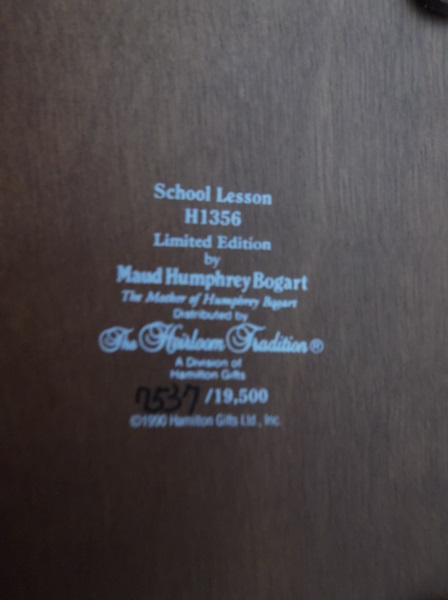 School Lesson
H1356
Limited Edition
by
Maud Humphrey Bogart
The Mother of Humphrey Bogart
Distributed by
The Heirloom Tradition®
A Division of
Hamilton Gifts
7537 /19,500
©1990 Hamilton Gifts Ltd., Inc.